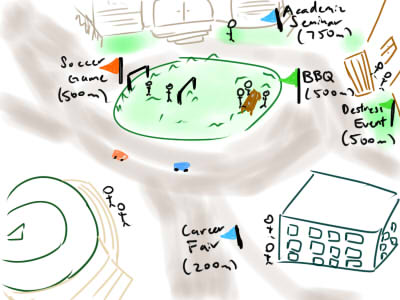 Academic
Seminar
(750m)
Soccer
Game
(500m)
BBQ
(500m)
Destress
Event
(500m)
Career
Fair
(200m)